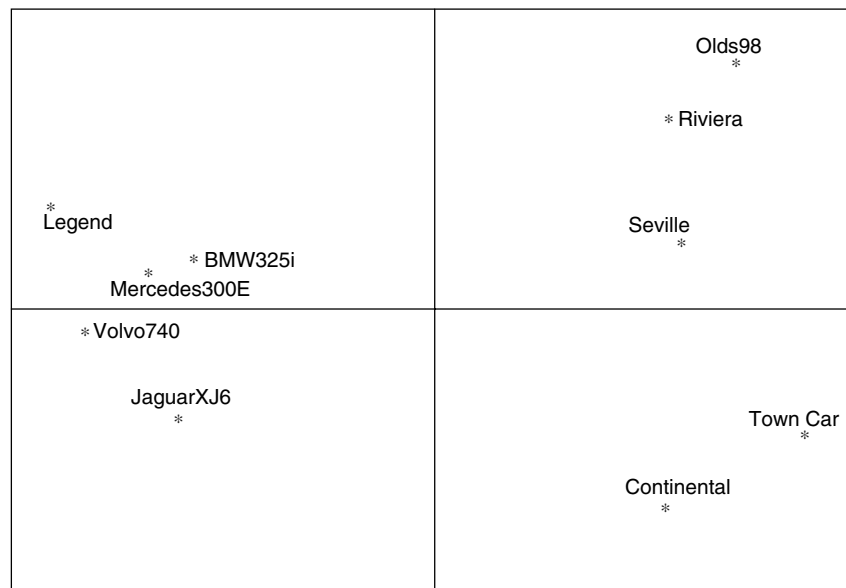 Olds98
Riviera
Legend
Seville
BMW325i
Mercedes300E
Volvo740
JaguarXJ6
Town Car
Continental